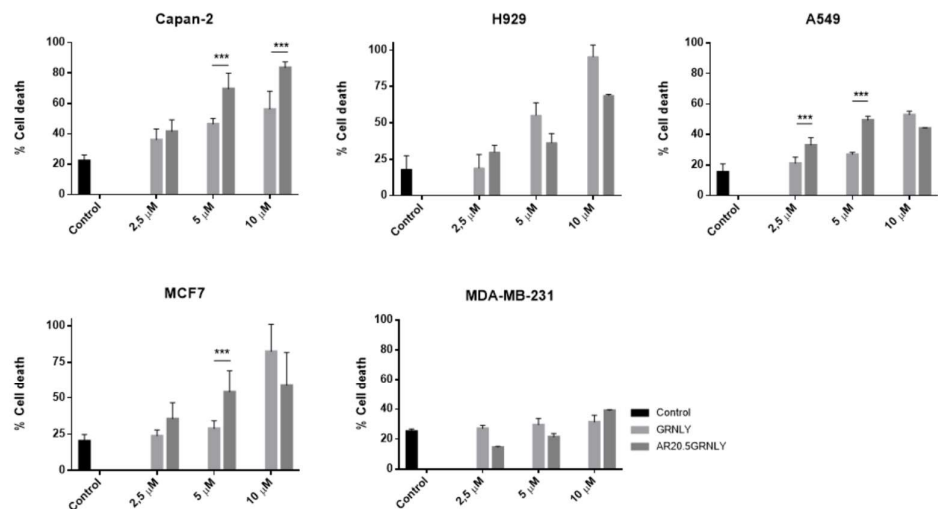 Capan-2
H929
A549
% Cell death
100
80
60
40
20
0
***
***
Control
2,5 µM
5 µM
10 µM
% Cell death
100
75
50
25
0
Control
2,5 µM
5 µM
10 µM
% Cell death
100
80
60
40
20
0
***
***
Control
2,5 µM
5 µM
10 µM
MCF7
MDA-MB-231
% Cell death
100
75
50
25
0
***
Control
2,5 µM
5 µM
10 µM
% Cell death
100
80
60
40
20
0
Control
2,5 µM
5 µM
10 µM
Control
GRNLY
AR20.5GRNLY